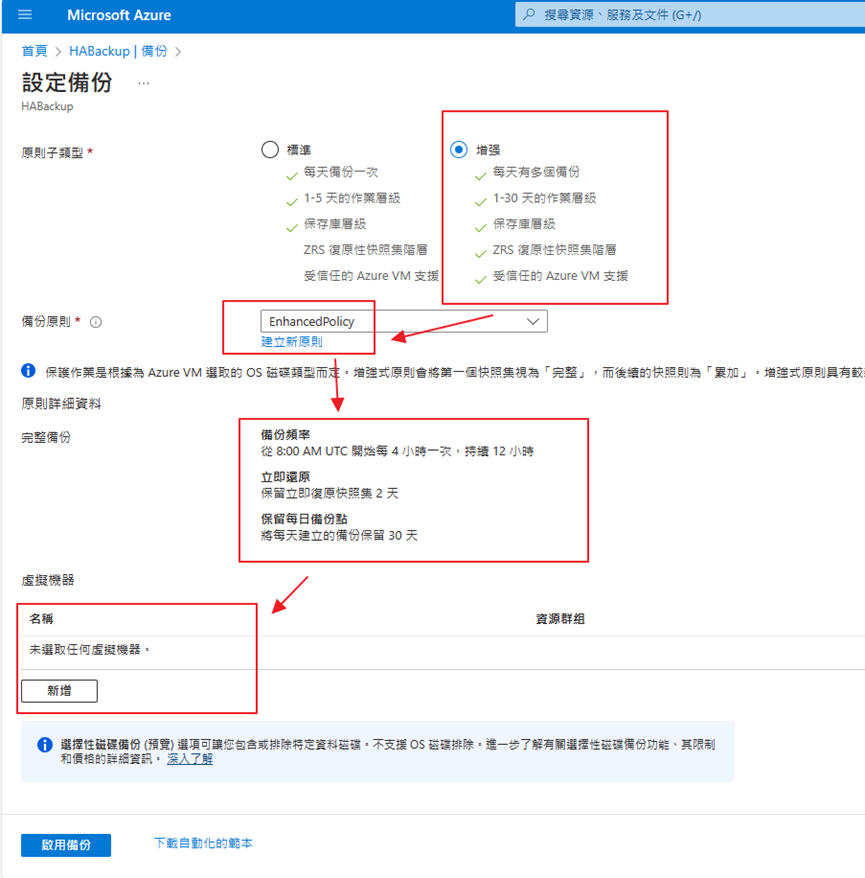 Microsoft Azure
搜尋資源、服務及文件 (G+/)
首頁 > HABackup | 備份 >
設定備份 ...
HABackup
原則子類型 *
標準
每天備份一次
1-5 天的作業層級
保存庫層級
ZRS 復原性快照集階層
受信任的 Azure VM 支援
增強
每天有多個備份
1-30 天的作業層級
保存庫層級
ZRS 復原性快照集階層
受信任的 Azure VM 支援
備份原則 *
EnhancedPolicy
建立新原則
保護作業是根據為 Azure VM 選取的 OS 磁碟類型而定。增強式原則會將第一個快照集視為「完整」，而後續的快照則為「累加」。增強式原則具有較
原則詳細資料
完整備份
備份頻率
從 8:00 AM UTC 開始每 4 小時一次，持續 12 小時
立即還原
保留立即復原快照集 2 天
保留每日備份點
將每天建立的備份保留 30 天
虛擬機器
名稱 資源群組
未選取任何虛擬機器。
新增
選擇性磁碟備份 (預覽) 選項可讓您包含或排除特定資料磁碟。不支援 OS 磁碟排除。進一步了解有關選擇性磁碟備份功能、其限制
和價格的詳細資訊。 深入了解
啟用備份 下載自動化的範本